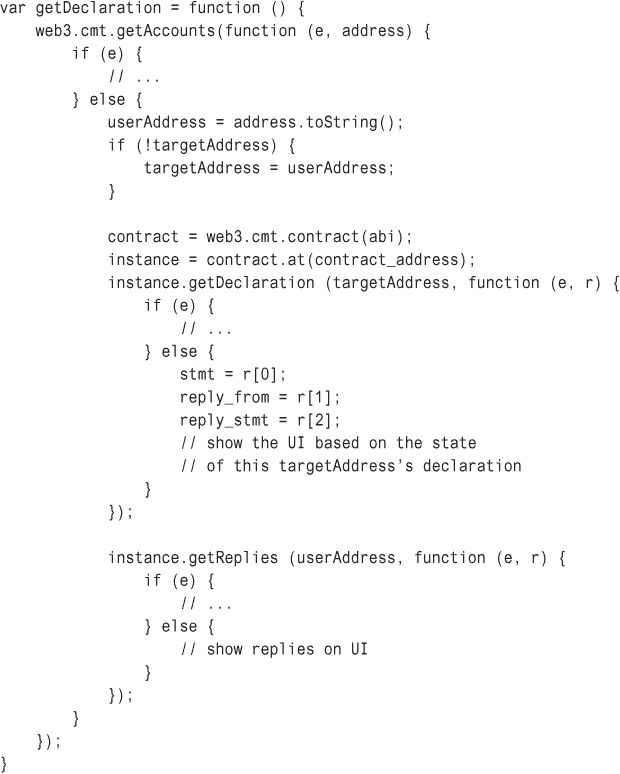 var getDeclaration = function () {
    web3.cmt.getAccounts(function (e, address) {
        if (e) {
            // ...
        } else {
            userAddress = address.toString();
            if (!targetAddress) {
                targetAddress = userAddress;
            }

            contract = web3.cmt.contract(abi);
            instance = contract.at(contract_address);
            instance.getDeclaration (targetAddress, function (e, r) {
                if (e) {
                    // ...
                } else {
                    stmt = r[0];
                    reply_from = r[1];
                    reply_stmt = r[2];
                    // show the UI based on the state
                    // of this targetAddress’s declaration
                }
            });

            instance.getReplies (userAddress, function (e, r) {
                if (e) {
                    // ...
                } else {
                    // show replies on UI
                }
            });
        }
    });
}